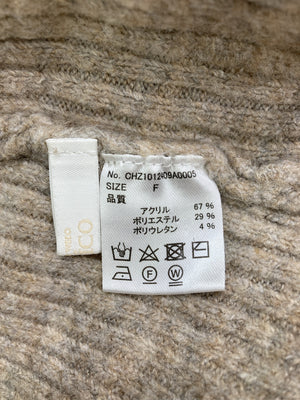 No. CHZ1012409A0005
SIZE F
品質
アクリル 67 %
ポリエステル 29 %
ポリウレタン 4 %
F W